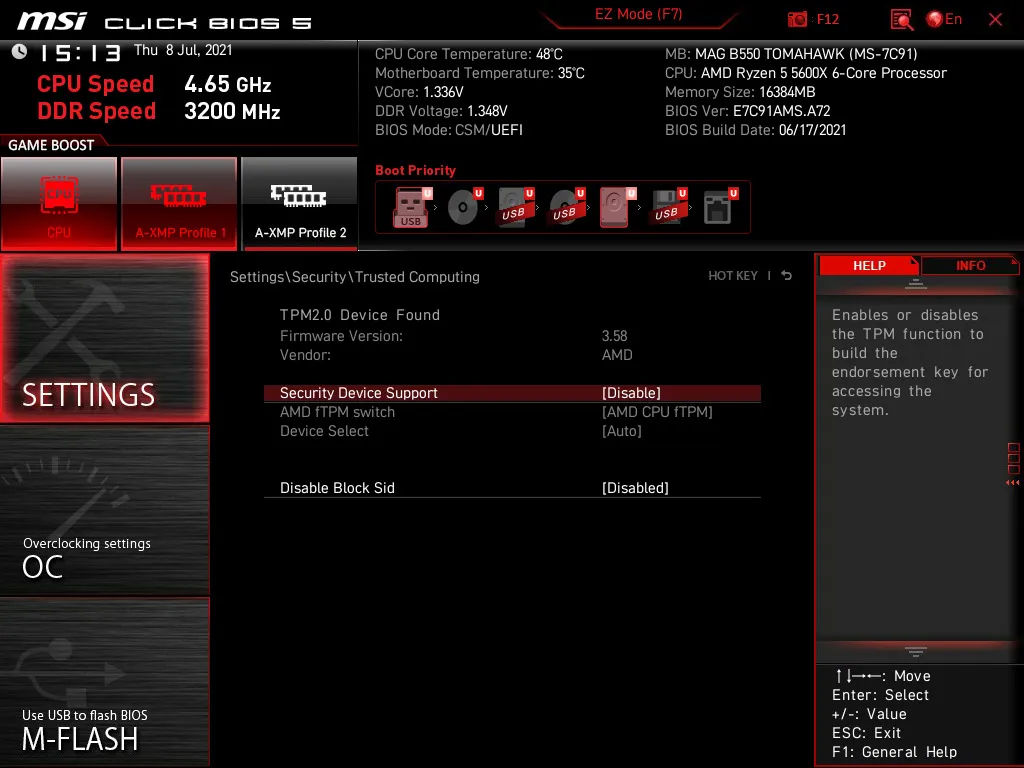 msi CLICK BIOS 5
EZ Mode (F7)
: F12
En
15:13 Thu 8 Jul, 2021
CPU Speed 4.65 GHz
DDR Speed 3200 MHz
CPU Core Temperature: 48°C
Motherboard Temperature: 35°C
VCore: 1.336V
DDR Voltage: 1.348V
BIOS Mode: CSM/UEFI
MB: MAG B550 TOMAHAWK (MS-7C91)
CPU: AMD Ryzen 5 5600X 6-Core Processor
Memory Size: 16384MB
BIOS Ver: E7C91AMS.A72
BIOS Build Date: 06/17/2021
GAME BOOST
CPU
CPU
A-XMP Profile 1
A-XMP Profile 2
Boot Priority
U U U U U U U
USB USB USB USB
SETTINGS
Overclocking settings
OC
Use USB to flash BIOS
M-FLASH
Settings\Security\Trusted Computing
HOT KEY |
TPM2.0 Device Found
Firmware Version: 3.58
Vendor: AMD
Security Device Support [Disable]
AMD fTPM switch [AMD CPU fTPM]
Device Select [Auto]
Disable Block Sid [Disabled]
HELP
INFO
Enables or disables
the TPM function to
build the
endorsement key for
accessing the
system.
↑↓→←: Move
Enter: Select
+/-: Value
ESC: Exit
F1: General Help